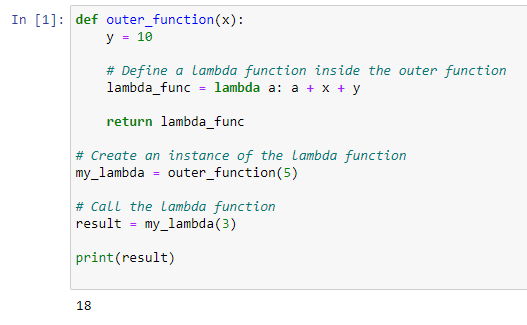 In [1]: def outer_function(x):
    y = 10

    # Define a lambda function inside the outer function
    lambda_func = lambda a: a + x + y

    return lambda_func

# Create an instance of the lambda function
my_lambda = outer_function(5)

# Call the lambda function
result = my_lambda(3)

print(result)

18